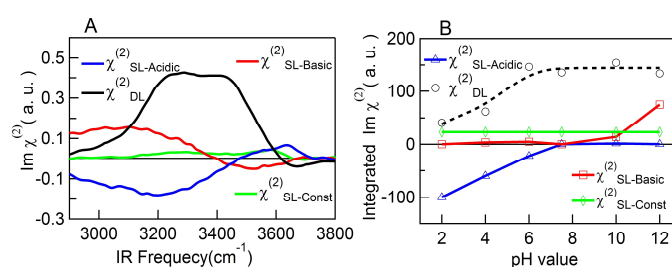 A
χ(2)SL-Acidic
χ(2)SL-Basic
χ(2)DL
χ(2)SL-Const
Im χ(2) ( a. u. )
0.5
0.3
0.1
-0.1
-0.3
3000 3200 3400 3600 3800
IR Frequecy(cm-1)
B
χ(2)SL-Acidic
χ(2)DL
χ(2)SL-Basic
χ(2)SL-Const
Integrated Im χ(2) ( a. u. )
200
150
100
50
0
-100
2 4 6 8 10 12
pH value